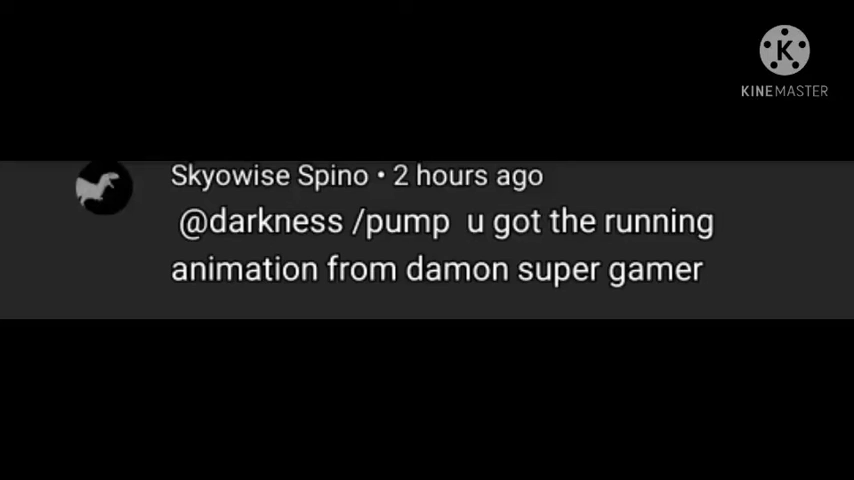 KINEMASTER
Skyowise Spino • 2 hours ago
@darkness /pump u got the running
animation from damon super gamer